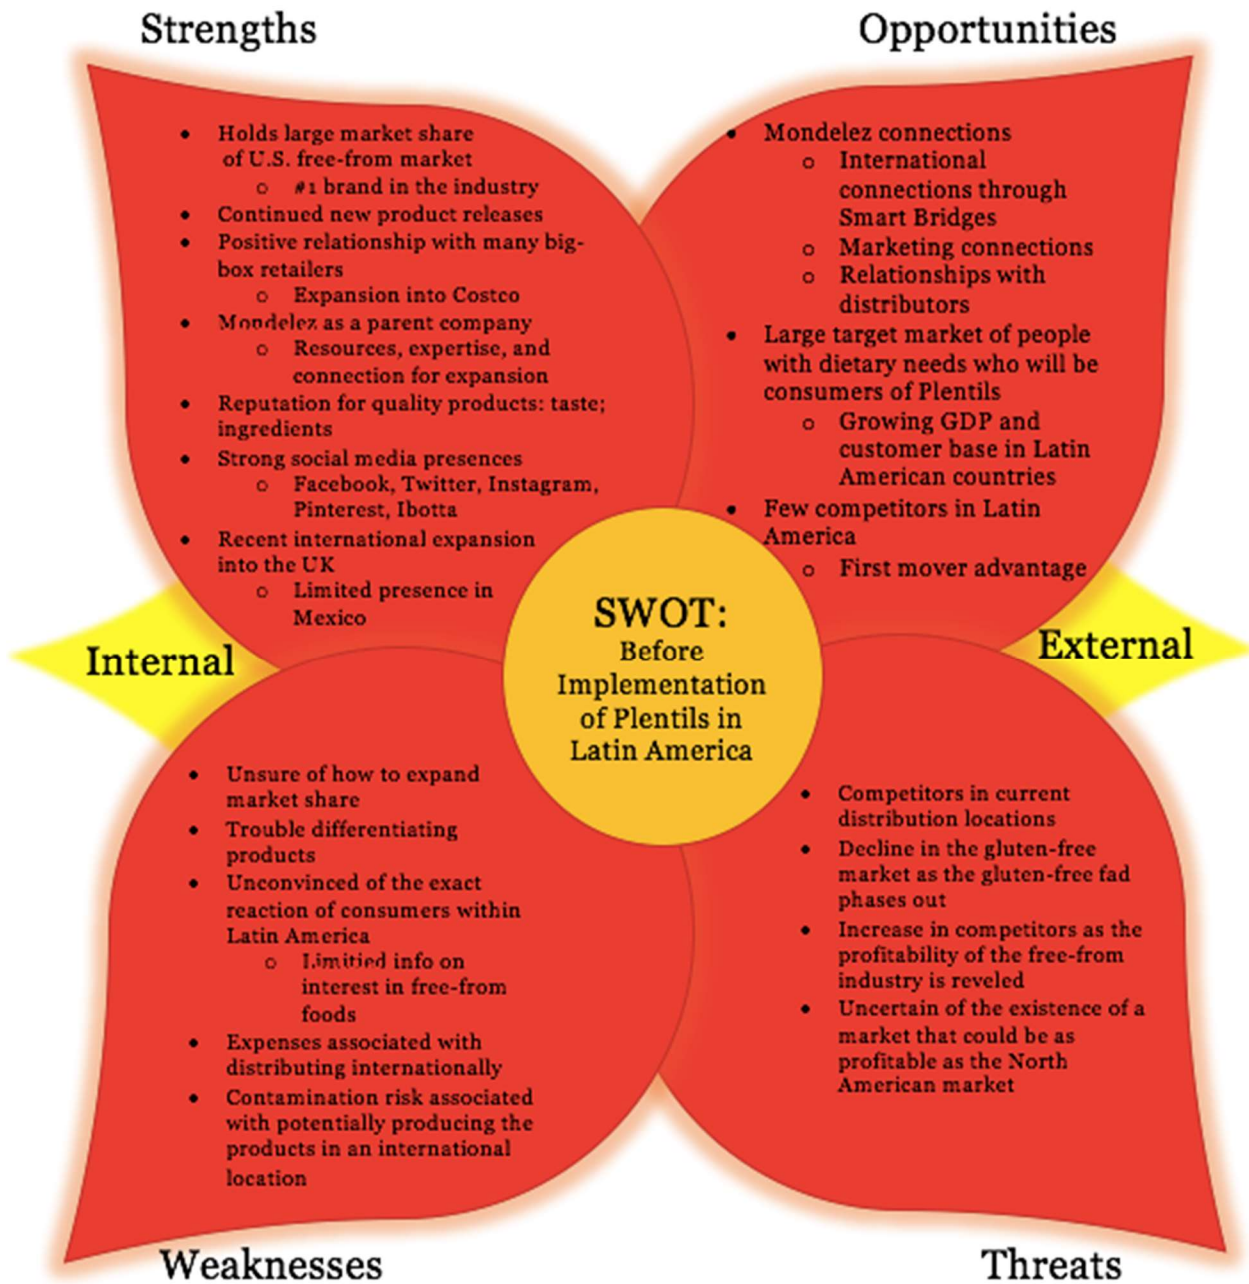 Strengths
• Holds large market share
of U.S. free-from market
o #1 brand in the industry
• Continued new product releases
• Positive relationship with many big-
box retailers
o Expansion into Costco
• Mondelez as a parent company
o Resources, expertise, and
connection for expansion
• Reputation for quality products: taste;
ingredients
• Strong social media presences
o Facebook, Twitter, Instagram,
Pinterest, Ibotta
• Recent international expansion
into the UK
o Limited presence in
Mexico
Opportunities
• Mondelez connections
o International
connections through
Smart Bridges
o Marketing connections
o Relationships with
distributors
• Large target market of people
with dietary needs who will be
consumers of Plentils
o Growing GDP and
customer base in Latin
American countries
• Few competitors in Latin
America
o First mover advantage
Internal
SWOT:
Before
Implementation
of Plentils in
Latin America
External
• Unsure of how to expand
market share
• Trouble differentiating
products
• Unconvinced of the exact
reaction of consumers within
Latin America
o Limitied info on
interest in free-from
foods
• Expenses associated with
distributing internationally
• Contamination risk associated
with potentially producing the
products in an international
location
Weaknesses
• Competitors in current
distribution locations
• Decline in the gluten-free
market as the gluten-free fad
phases out
• Increase in competitors as the
profitability of the free-from
industry is reveled
• Uncertain of the existence of a
market that could be as
profitable as the North
American market
Threats